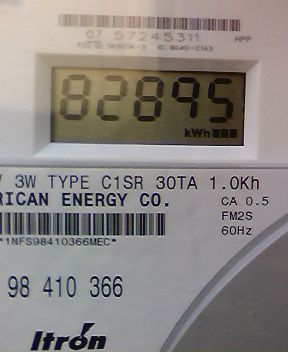 07 57245311 HPP
82895
kWh
V 3W TYPE C1SR 30TA 1.0Kh
RICAN ENERGY CO. CA 0.5
FM2S
60Hz
*1NFS98410366MEC*
98 410 366
Itron